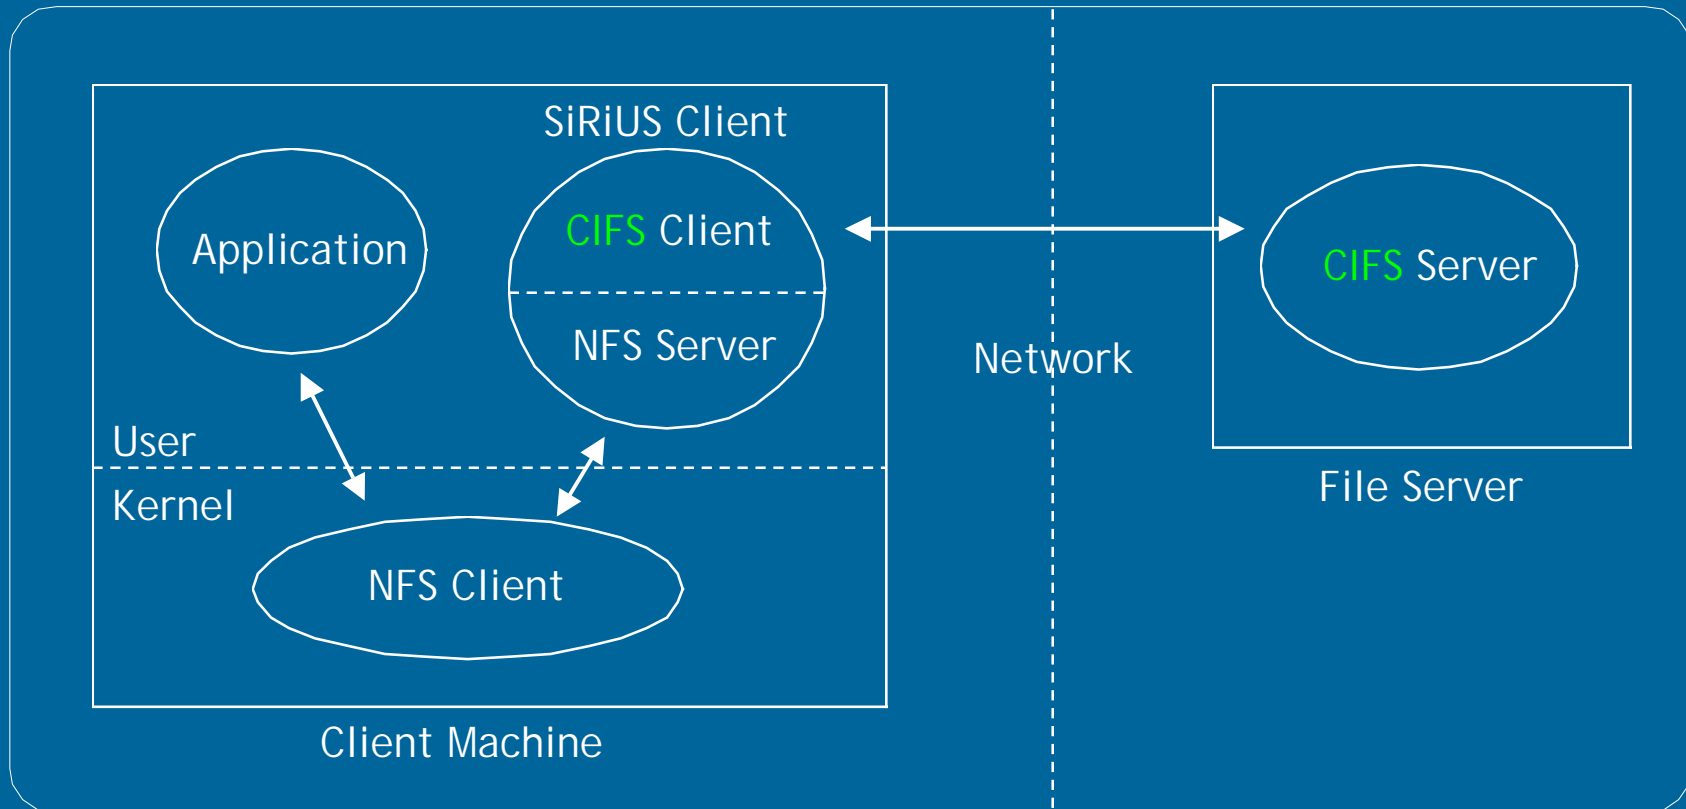 SiRiUS Client
Application
CIFS Client
NFS Server
User
Kernel
NFS Client
Client Machine
Network
CIFS Server
File Server